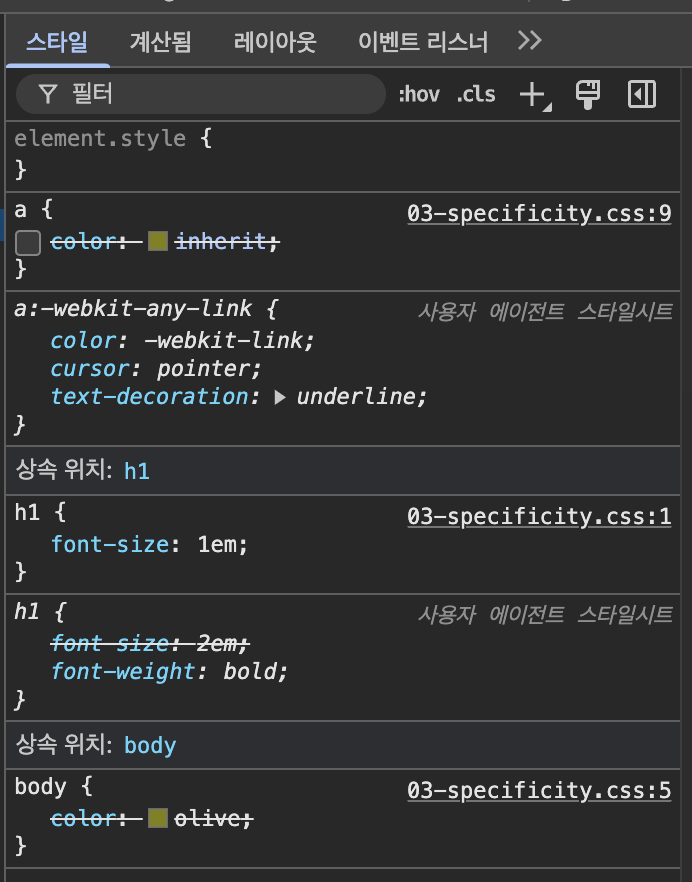 스타일 계산됨 레이아웃 이벤트 리스너
필터 :hov .cls
element.style {
}
a { 03-specificity.css:9
color: inherit;
}
a:-webkit-any-link { 사용자 에이전트 스타일시트
color: -webkit-link;
cursor: pointer;
text-decoration: underline;
}
상속 위치: h1
h1 { 03-specificity.css:1
font-size: 1em;
}
h1 { 사용자 에이전트 스타일시트
font-size: 2em;
font-weight: bold;
}
상속 위치: body
body { 03-specificity.css:5
color: olive;
}